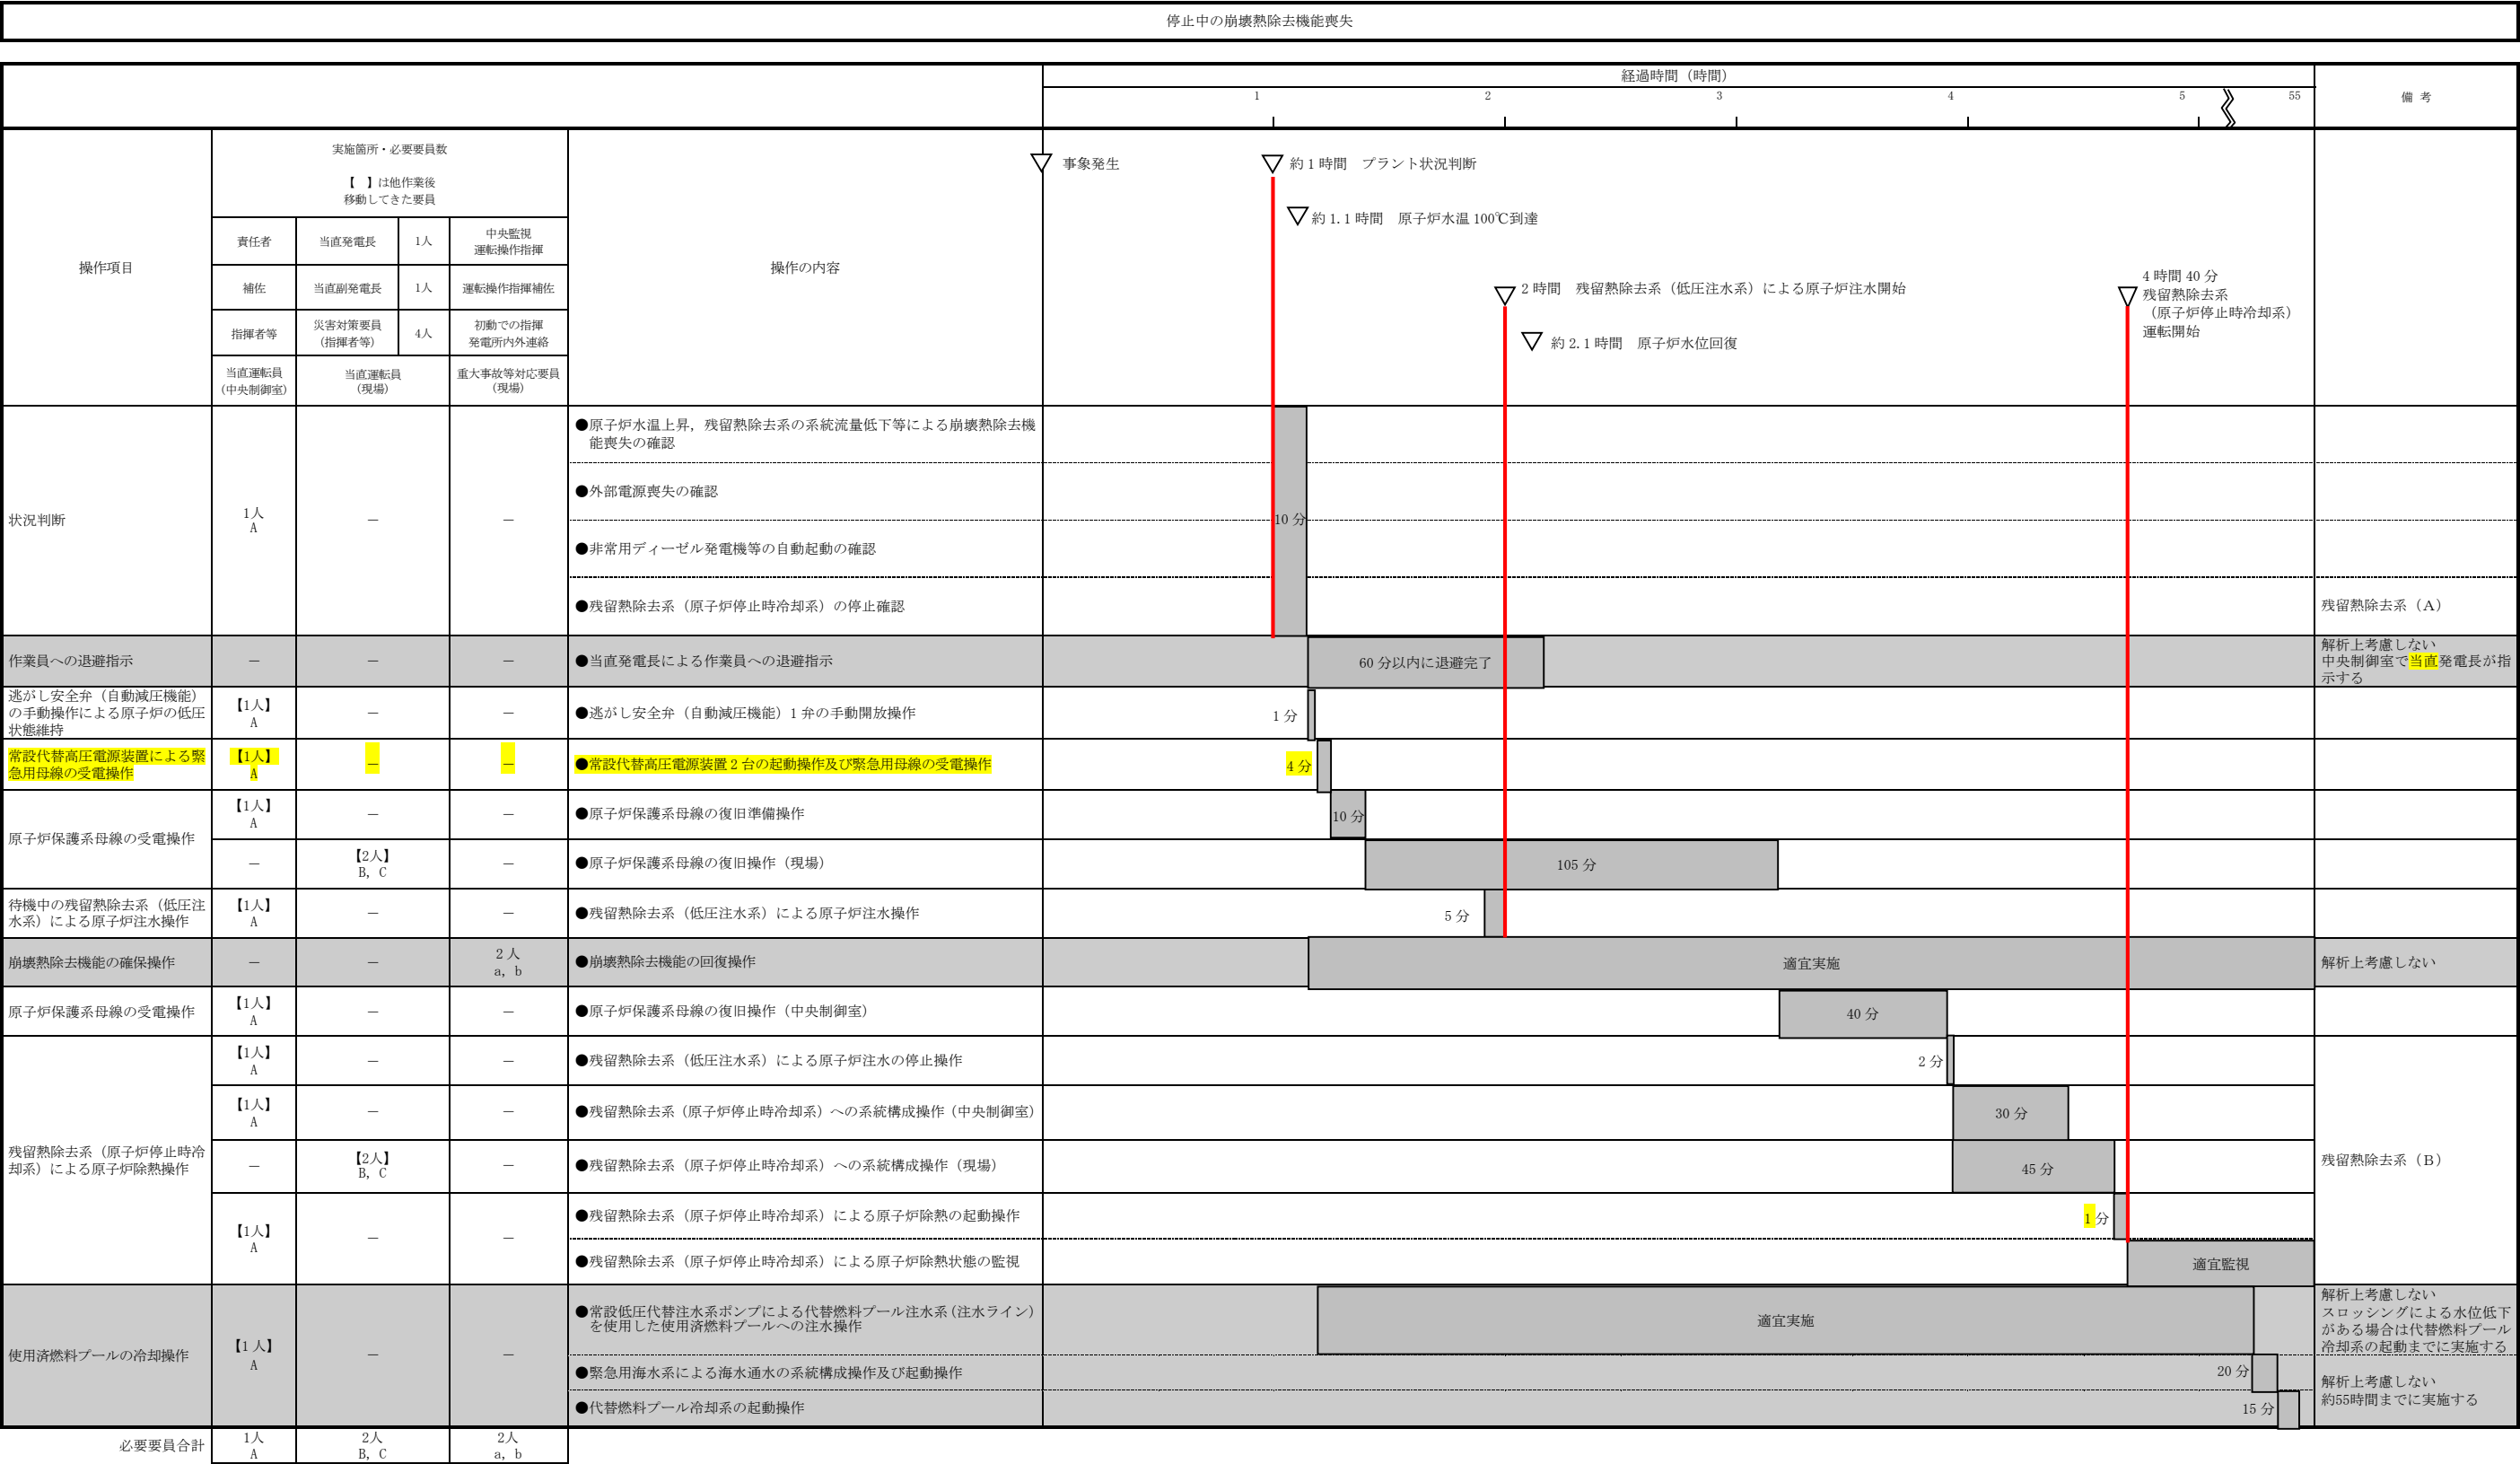 停止中の崩壊熱除去機能喪失
経過時間（時間）
備 考
1
2
3
4
5
55
操作項目
実施箇所・必要要員数
【　】は他作業後
移動してきた要員
責任者
当直発電長
1人
中央監視
運転操作指揮
補佐
当直副発電長
1人
運転操作指揮補佐
指揮者等
災害対策要員
（指揮者等）
4人
初動での指揮
発電所内外連絡
当直運転員
（中央制御室）
当直運転員
（現場）
重大事故等対応要員
（現場）
操作の内容
事象発生
約 1 時間　プラント状況判断
約 1.1 時間　原子炉水温 100℃到達
2 時間　残留熱除去系（低圧注水系）による原子炉注水開始
約 2.1 時間　原子炉水位回復
4 時間 40 分
残留熱除去系
（原子炉停止時冷却系）
運転開始
状況判断
1人
A
－
－
●原子炉水温上昇，残留熱除去系の系統流量低下等による崩壊熱除去機
能喪失の確認
●外部電源喪失の確認
●非常用ディーゼル発電機等の自動起動の確認
●残留熱除去系（原子炉停止時冷却系）の停止確認
10 分
残留熱除去系（A）
作業員への退避指示
－
－
－
●当直発電長による作業員への退避指示
60 分以内に退避完了
解析上考慮しない
中央制御室で当直発電長が指
示する
逃がし安全弁（自動減圧機能）
の手動操作による原子炉の低圧
状態維持
【1人】
A
－
－
●逃がし安全弁（自動減圧機能）1 弁の手動開放操作
1 分
常設代替高圧電源装置による緊
急用母線の受電操作
【1人】
A
－
－
●常設代替高圧電源装置 2 台の起動操作及び緊急用母線の受電操作
4 分
原子炉保護系母線の受電操作
【1人】
A
－
－
●原子炉保護系母線の復旧準備操作
10 分
－
【2人】
B, C
－
●原子炉保護系母線の復旧操作（現場）
105 分
待機中の残留熱除去系（低圧注
水系）による原子炉注水操作
【1人】
A
－
－
●残留熱除去系（低圧注水系）による原子炉注水操作
5 分
崩壊熱除去機能の確保操作
－
－
2 人
a, b
●崩壊熱除去機能の回復操作
適宜実施
解析上考慮しない
原子炉保護系母線の受電操作
【1人】
A
－
－
●原子炉保護系母線の復旧操作（中央制御室）
40 分
残留熱除去系（原子炉停止時冷
却系）による原子炉除熱操作
【1人】
A
－
－
●残留熱除去系（低圧注水系）による原子炉注水の停止操作
2 分
【1人】
A
－
－
●残留熱除去系（原子炉停止時冷却系）への系統構成操作（中央制御室）
30 分
－
【2人】
B, C
－
●残留熱除去系（原子炉停止時冷却系）への系統構成操作（現場）
45 分
残留熱除去系（B）
【1人】
A
－
－
●残留熱除去系（原子炉停止時冷却系）による原子炉除熱の起動操作
1 分
●残留熱除去系（原子炉停止時冷却系）による原子炉除熱状態の監視
適宜監視
使用済燃料プールの冷却操作
【1 人】
A
－
－
●常設低圧代替注水系ポンプによる代替燃料プール注水系（注水ライン）
を使用した使用済燃料プールへの注水操作
適宜実施
解析上考慮しない
スロッシングによる水位低下
がある場合は代替燃料プール
冷却系の起動までに実施する
●緊急用海水系による海水通水の系統構成操作及び起動操作
20 分
解析上考慮しない
約55時間までに実施する
●代替燃料プール冷却系の起動操作
15 分
必要要員合計
1人
A
2人
B, C
2人
a, b